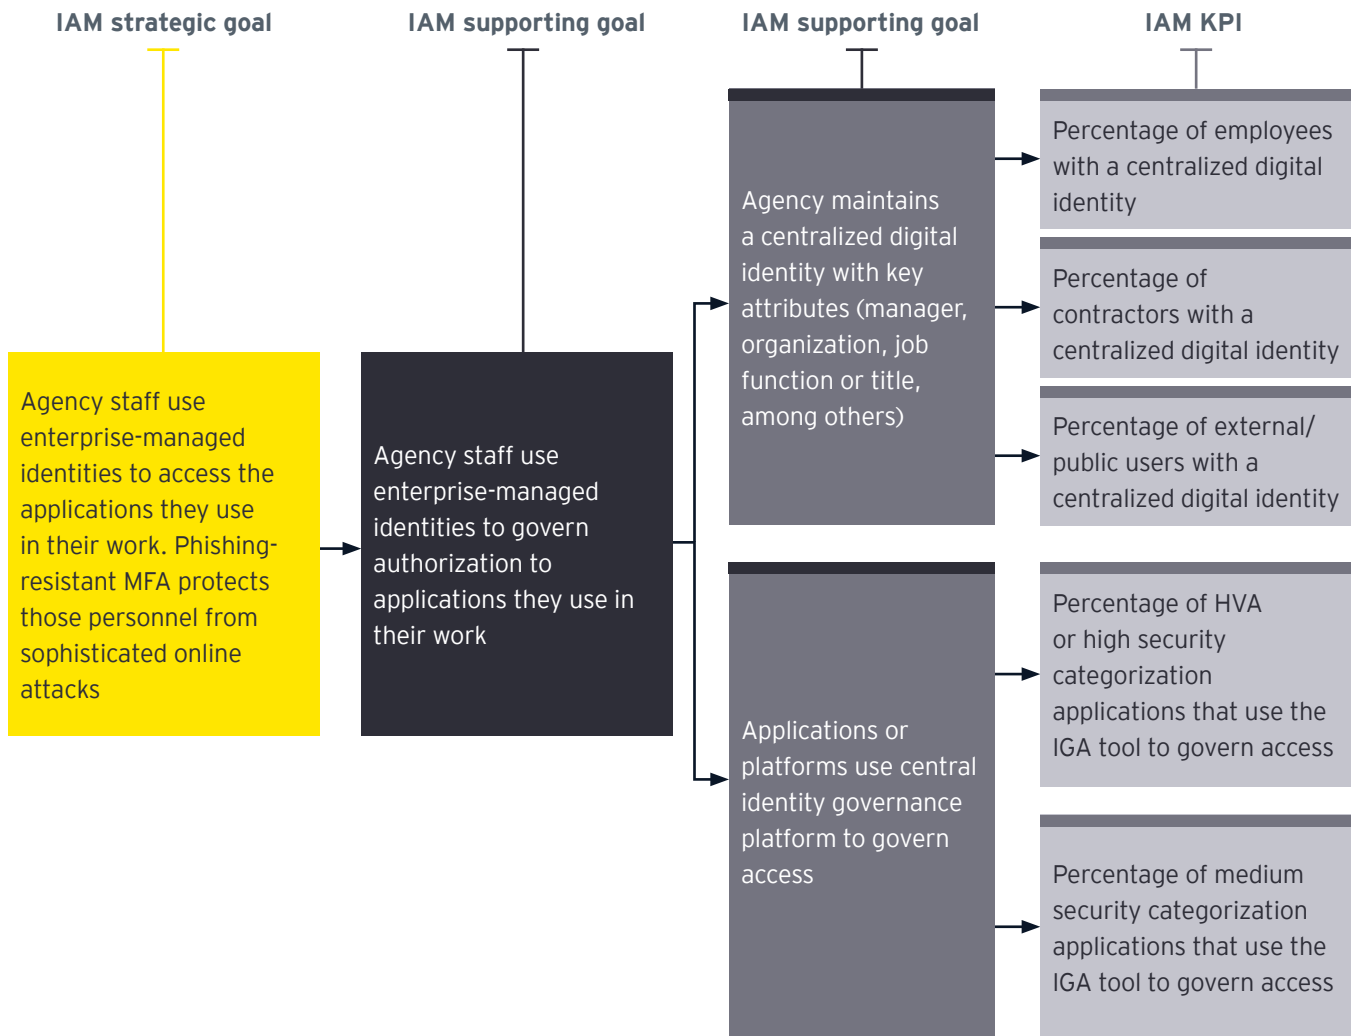 IAM strategic goal
IAM supporting goal
IAM supporting goal
IAM KPI
Agency staff use
enterprise-managed
identities to access the
applications they use
in their work. Phishing-
resistant MFA protects
those personnel from
sophisticated online
attacks
Agency staff use
enterprise-managed
identities to govern
authorization to
applications they use in
their work
Agency maintains
a centralized digital
identity with key
attributes (manager,
organization, job
function or title,
among others)
Applications or
platforms use central
identity governance
platform to govern
access
Percentage of employees
with a centralized digital
identity
Percentage of
contractors with a
centralized digital identity
Percentage of external/
public users with a
centralized digital identity
Percentage of HVA
or high security
categorization
applications that use the
IGA tool to govern access
Percentage of medium
security categorization
applications that use the
IGA tool to govern access